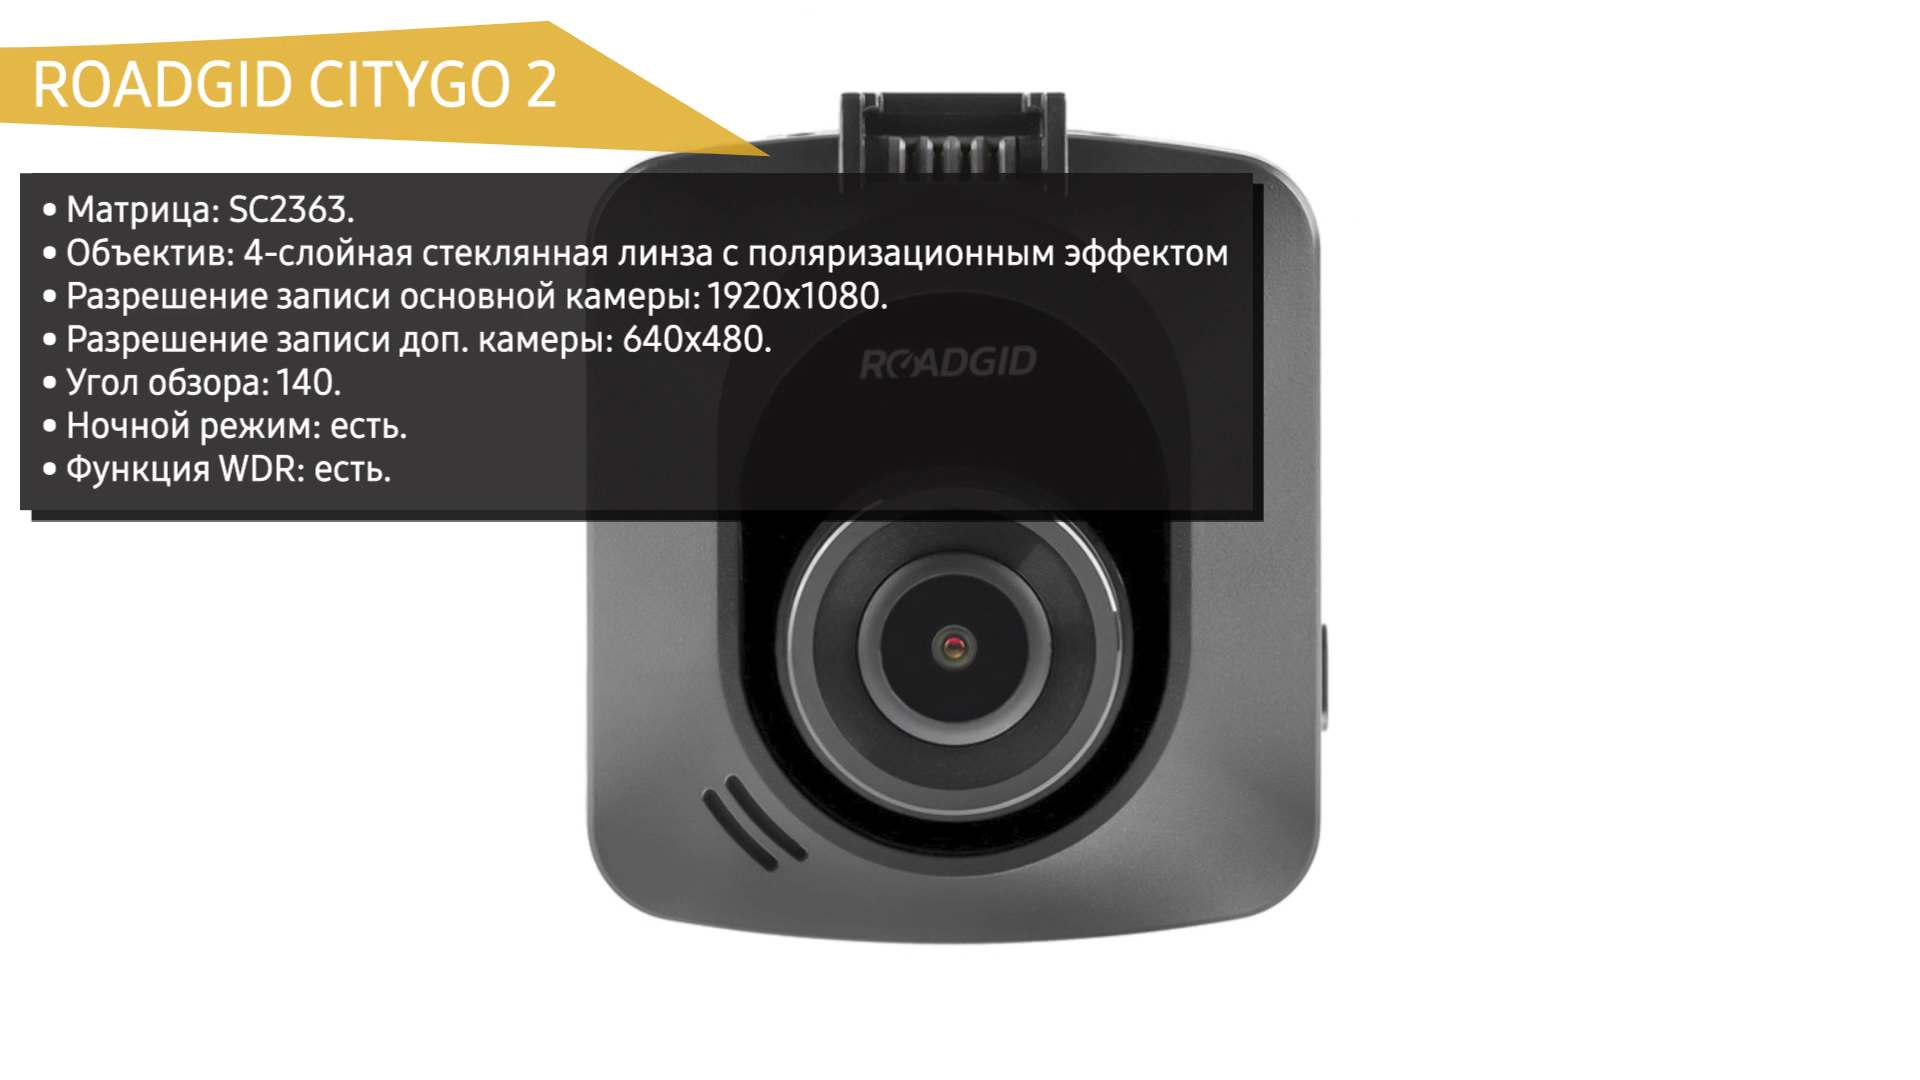 ROADGID CITYGO 2
• Матрица: SC2363.
• Объектив: 4-слойная стеклянная линза с поляризационным эффектом
• Разрешение записи основной камеры: 1920x1080.
• Разрешение записи доп. камеры: 640x480.
ROADGID
• Угол обзора: 140.
• Ночной режим: есть.
• Функция WDR: есть.